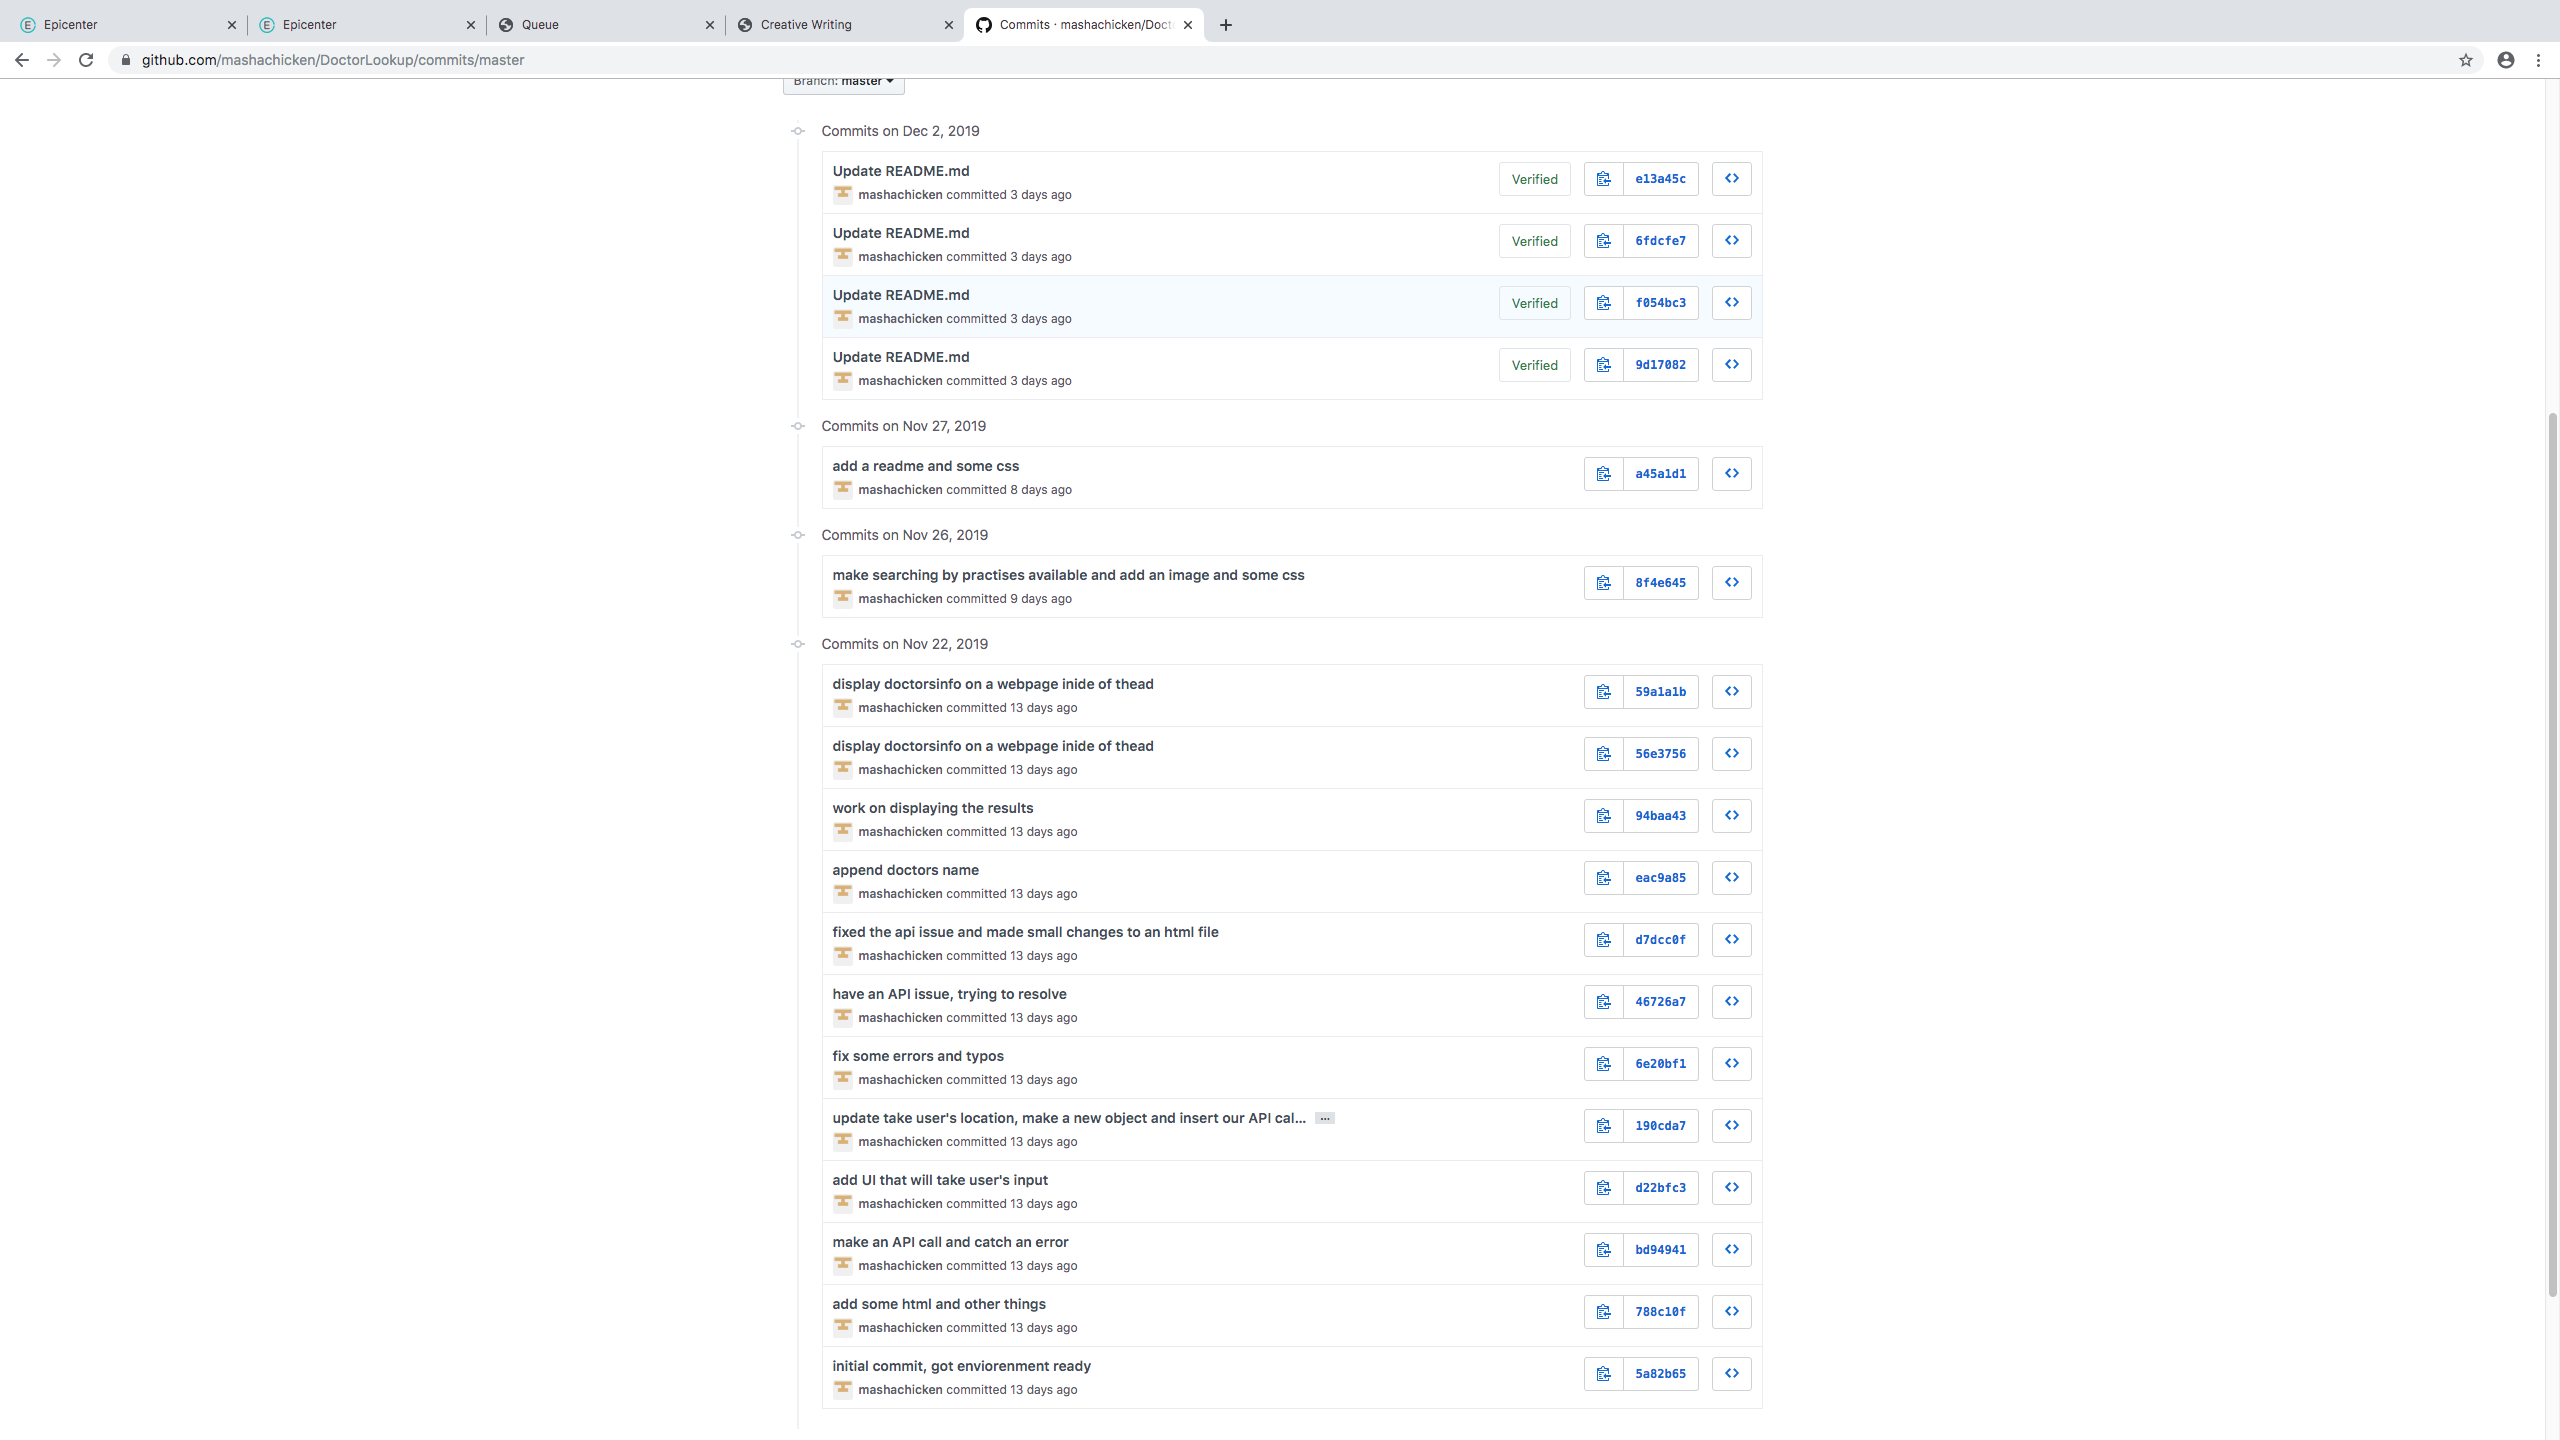 Epicenter
Epicenter
Queue
Creative Writing
Commits · mashachicken/Doct
github.com/mashachicken/DoctorLookup/commits/master
Branch: master
Commits on Dec 2, 2019
Update README.md
Verified
e13a45c
mashachicken committed 3 days ago
Update README.md
Verified
6fdcfe7
mashachicken committed 3 days ago
Update README.md
Verified
f054bc3
mashachicken committed 3 days ago
Update README.md
Verified
9d17082
mashachicken committed 3 days ago
Commits on Nov 27, 2019
add a readme and some css
a45a1d1
mashachicken committed 8 days ago
Commits on Nov 26, 2019
make searching by practises available and add an image and some css
8f4e645
mashachicken committed 9 days ago
Commits on Nov 22, 2019
display doctorsinfo on a webpage inide of thead
59a1a1b
mashachicken committed 13 days ago
display doctorsinfo on a webpage inide of thead
56e3756
mashachicken committed 13 days ago
work on displaying the results
94baa43
mashachicken committed 13 days ago
append doctors name
eac9a85
mashachicken committed 13 days ago
fixed the api issue and made small changes to an html file
d7dcc0f
mashachicken committed 13 days ago
have an API issue, trying to resolve
46726a7
mashachicken committed 13 days ago
fix some errors and typos
6e20bf1
mashachicken committed 13 days ago
update take user's location, make a new object and insert our API cal... …
190cda7
mashachicken committed 13 days ago
add UI that will take user's input
d22bfc3
mashachicken committed 13 days ago
make an API call and catch an error
bd94941
mashachicken committed 13 days ago
add some html and other things
788c10f
mashachicken committed 13 days ago
initial commit, got enviorenment ready
5a82b65
mashachicken committed 13 days ago